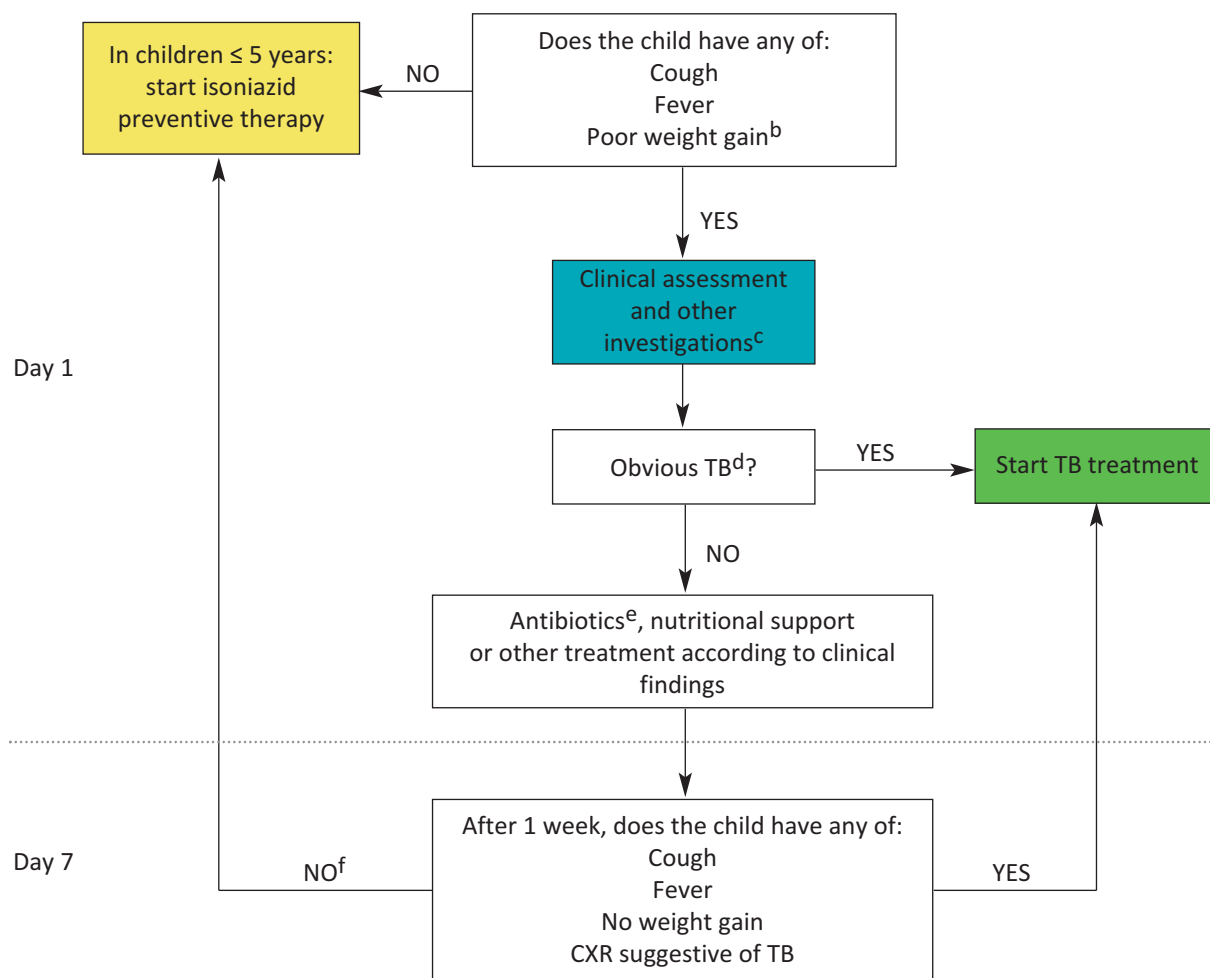 In children ≤ 5 years:
start isoniazid
preventive therapy
NO
Does the child have any of:
Cough
Fever
Poor weight gainᵇ
YES
Clinical assessment
and other
investigationsᶜ
Day 1
Obvious TBᵈ?
YES
Start TB treatment
NO
Antibioticsᵉ, nutritional support
or other treatment according to clinical
findings
Day 7
NOᶠ
After 1 week, does the child have any of:
Cough
Fever
No weight gain
CXR suggestive of TB
YES